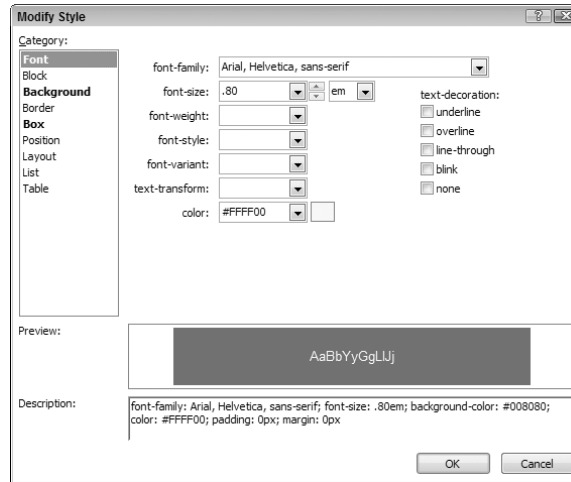 Modify Style
Category:
Font
Block
Background
Border
Box
Position
Layout
List
Table
font-family: Arial, Helvetica, sans-serif
font-size: .80 em
font-weight:
font-style:
font-variant:
text-transform:
color: #FFFF00
text-decoration:
underline
overline
line-through
blink
none
Preview:
AaBbYyGgLlJj
Description:
font-family: Arial, Helvetica, sans-serif; font-size: .80em; background-color: #008080;
color: #FFFF00; padding: 0px; margin: 0px
OK Cancel